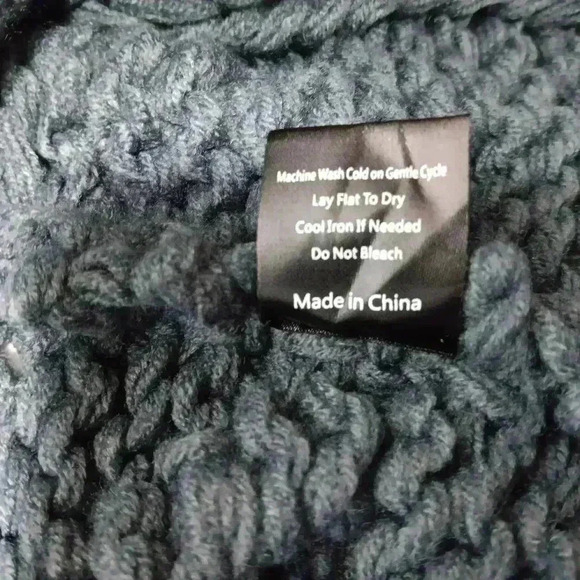 Machine Wash Cold on Gentle Cycle
Lay Flat To Dry
Cool Iron If Needed
Do Not Bleach
Made in China